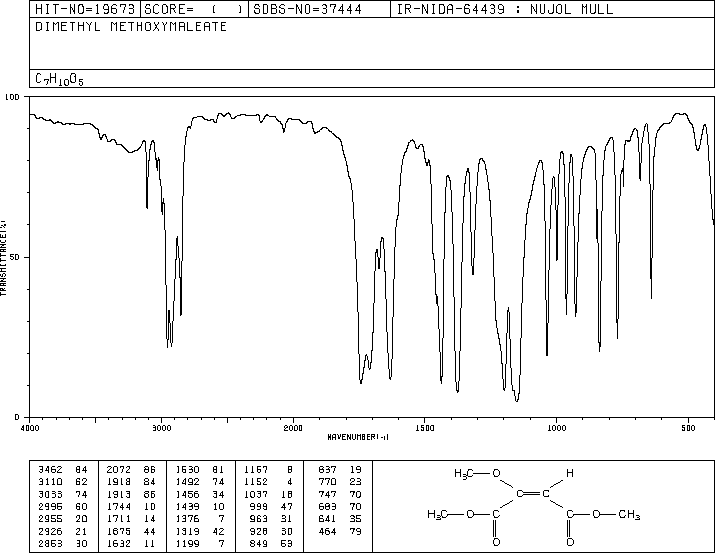 HIT-NO=19673 SCORE= ( ) SDBS-NO=37444 IR-NIDA-64439 : NUJOL MULL
DIMETHYL METHOXYMALEATE
C7H10O5
100
50
0
TRANSMITTANCE(%)
4000 3000 2000 1500 1000 500
WAVENUMBER(-1)
3462 84 2072 86 1630 81 1167 8 837 19
3110 62 1918 84 1492 74 1152 4 770 23
3033 74 1913 86 1456 34 1037 18 747 70
2995 60 1744 10 1439 10 999 47 683 70
2955 20 1711 14 1376 7 963 31 641 35
2926 21 1675 44 1319 42 928 30 464 79
2853 30 1632 11 1199 7 849 53
H3C O H
H3C O C C O CH3
O O